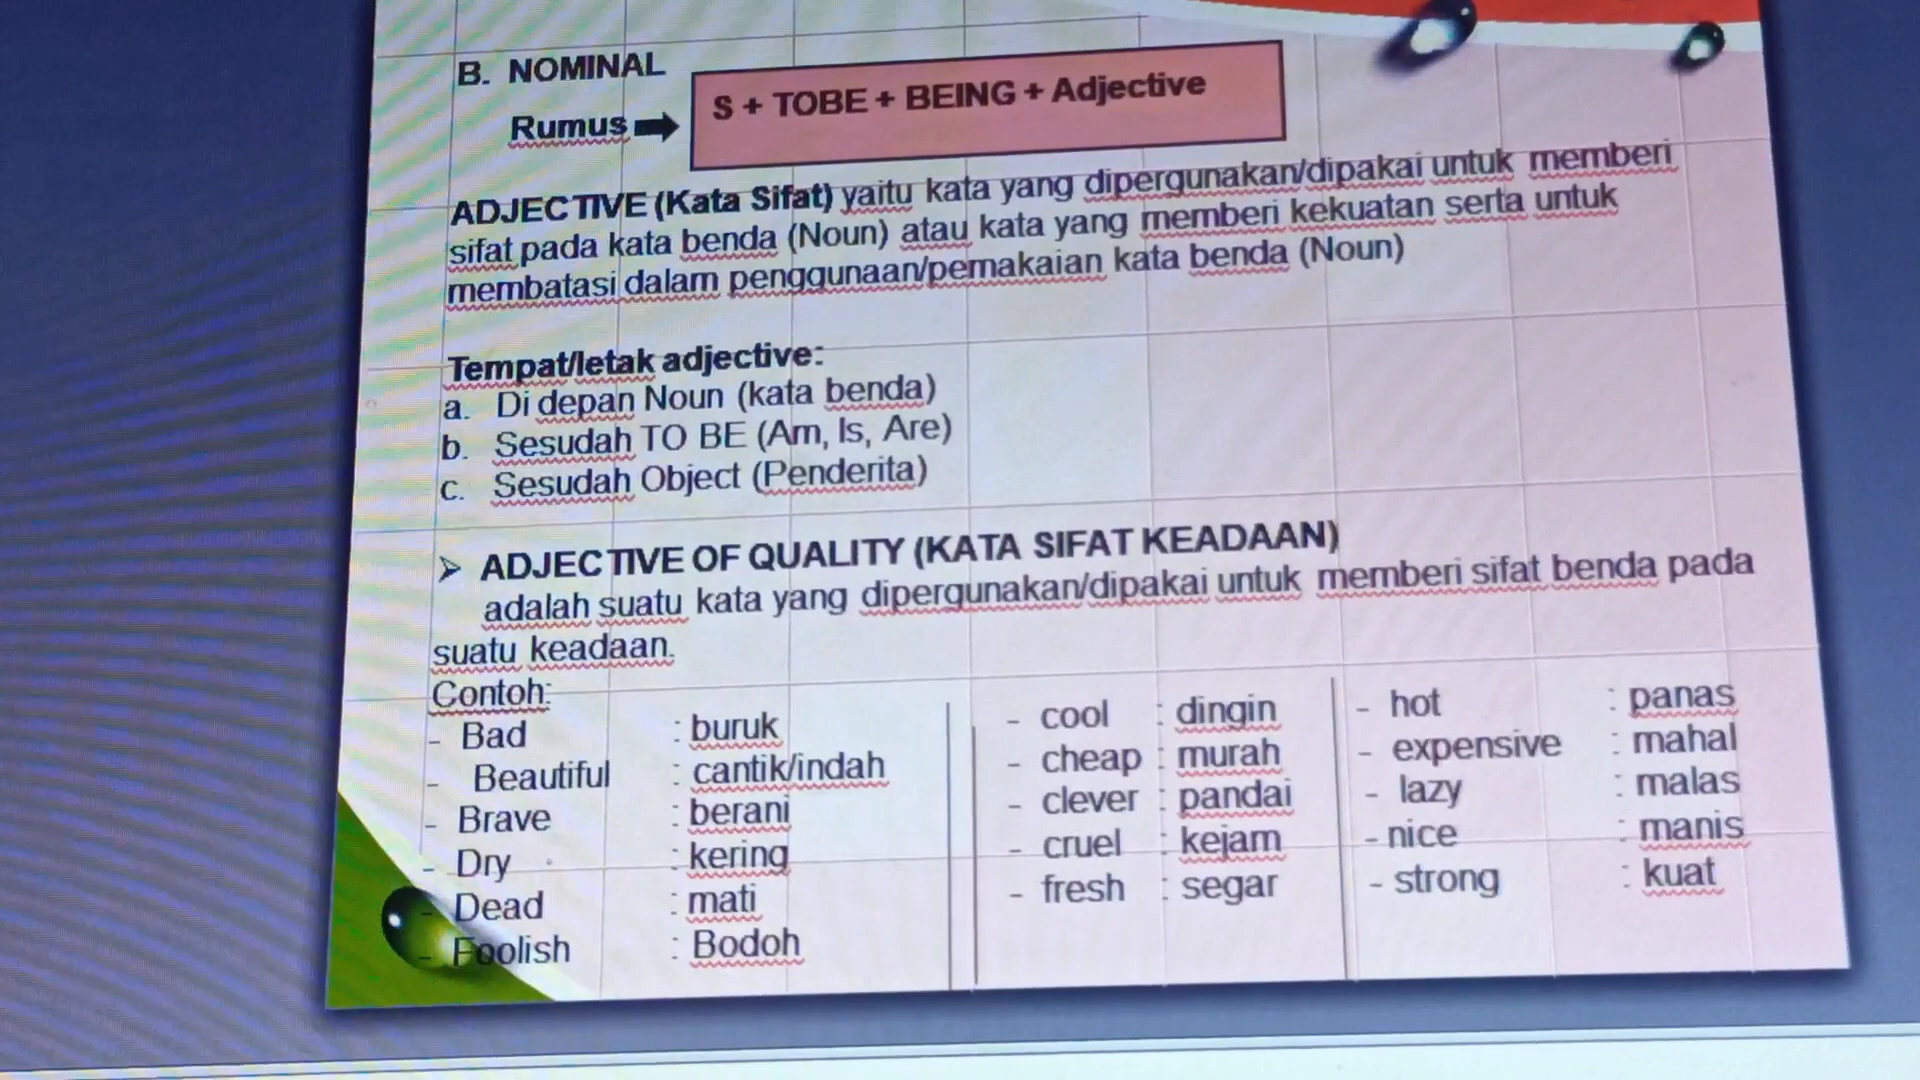 B. NOMINAL
Rumus
S + TOBE + BEING + Adjective
ADJECTIVE (Kata Sifat) yaitu kata yang dipergunakan/dipakai untuk memberi
sifat pada kata benda (Noun) atau kata yang memberi kekuatan serta untuk
membatasi dalam penggunaan/pemakaian kata benda (Noun)
Tempat/letak adjective:
a. Di depan Noun (kata benda)
b. Sesudah TO BE (Am, Is, Are)
c. Sesudah Object (Penderita)
➢ ADJECTIVE OF QUALITY (KATA SIFAT KEADAAN)
adalah suatu kata yang dipergunakan/dipakai untuk memberi sifat benda pada
suatu keadaan.
Contoh:
- Bad : buruk
- Beautiful : cantik/indah
- Brave : berani
- Dry : kering
- Dead : mati
- Foolish : Bodoh
- cool : dingin
- cheap : murah
- clever : pandai
- cruel : kejam
- fresh : segar
- hot : panas
- expensive : mahal
- lazy : malas
- nice : manis
- strong : kuat